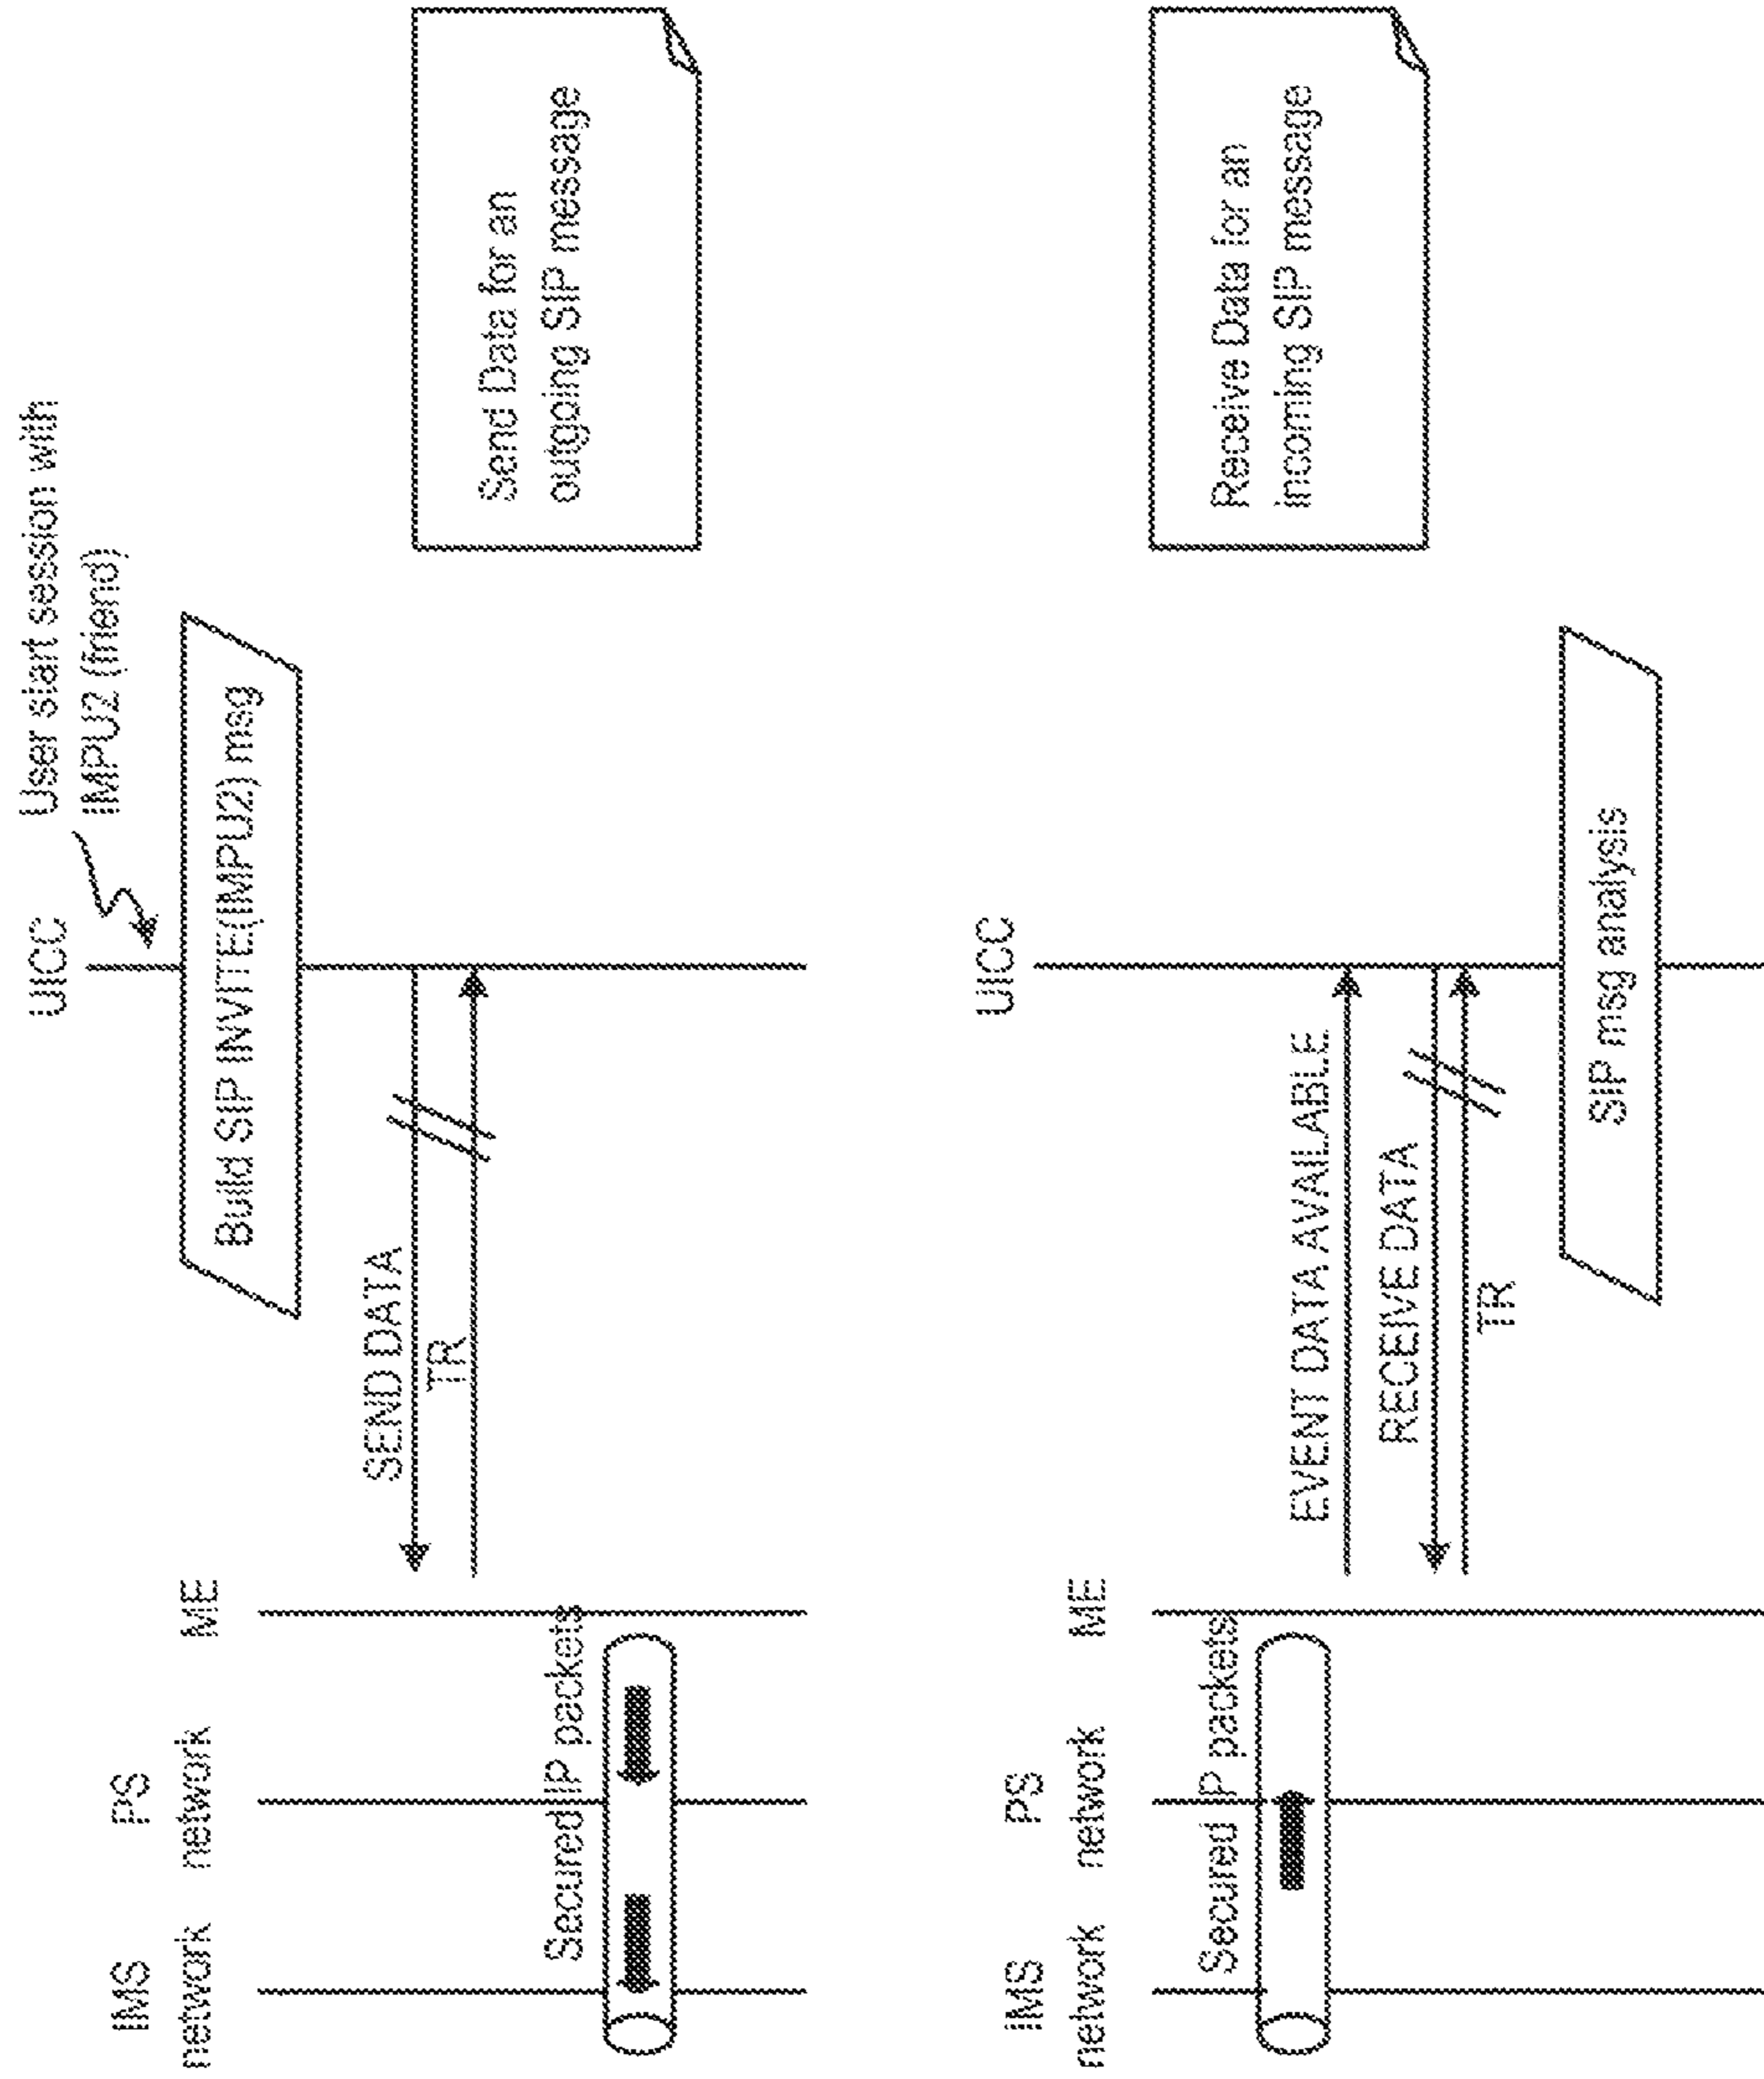 User start session with
IMPU2 (friend)
IMS
network
PS
network
ME
UICC
Build SIP INVITE(IMPU2) msg
SEND DATA
TR
Secured IP packets
Send Data for an
outgoing SIP message
IMS
network
PS
network
ME
UICC
Secured IP packets
EVENT DATA AVAILABLE
RECEIVE DATA
TR
SIP msg analysis
Receive Data for an
incoming SIP message